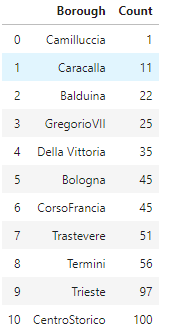 Borough Count
0 Camilluccia 1
1 Caracalla 11
2 Balduina 22
3 GregorioVII 25
4 Della Vittoria 35
5 Bologna 45
6 CorsoFrancia 45
7 Trastevere 51
8 Termini 56
9 Trieste 97
10 CentroStorico 100